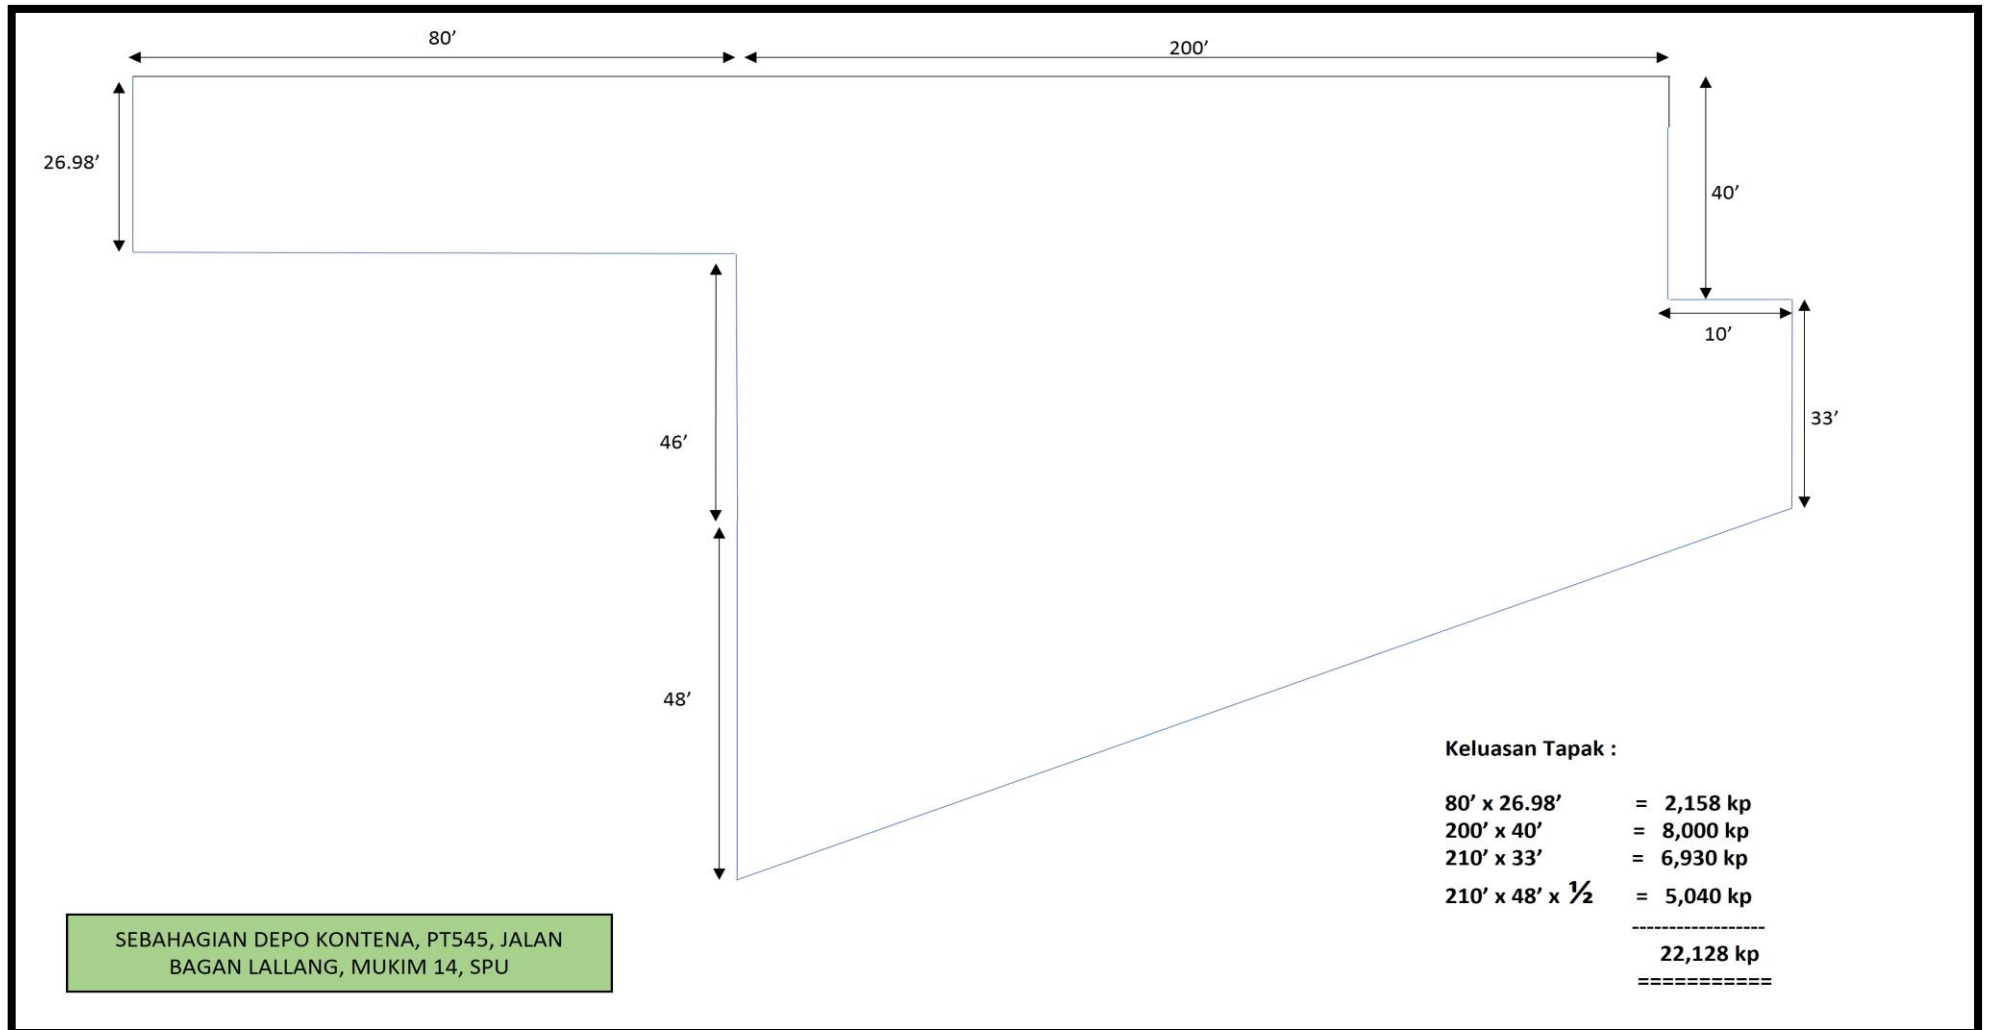 80’
200’
26.98’
40’
10’
33’
46’
48’
Keluasan Tapak :
80’ x 26.98’ = 2,158 kp
200’ x 40’ = 8,000 kp
210’ x 33’ = 6,930 kp
210’ x 48’ x ½ = 5,040 kp
------------------
22,128 kp
===========
SEBAHAGIAN DEPO KONTENA, PT545, JALAN
BAGAN LALLANG, MUKIM 14, SPU